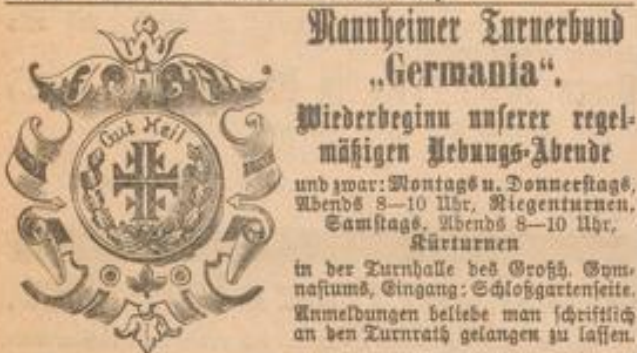 Gut Heil
Mannheimer Turnerbund
„Germania“.
Wiederbeginn unserer regel-
mäßigen Uebungs-Abende
und zwar: Montags u. Donnerstags,
Abends 8—10 Uhr, Riegenturnen,
Samstags, Abends 8—10 Uhr,
Kürturnen
in der Turnhalle des Großh. Gym-
nasiums, Eingang: Schloßgartenseite.
Anmeldungen beliebe man schriftlich
an den Turnrath gelangen zu lassen.